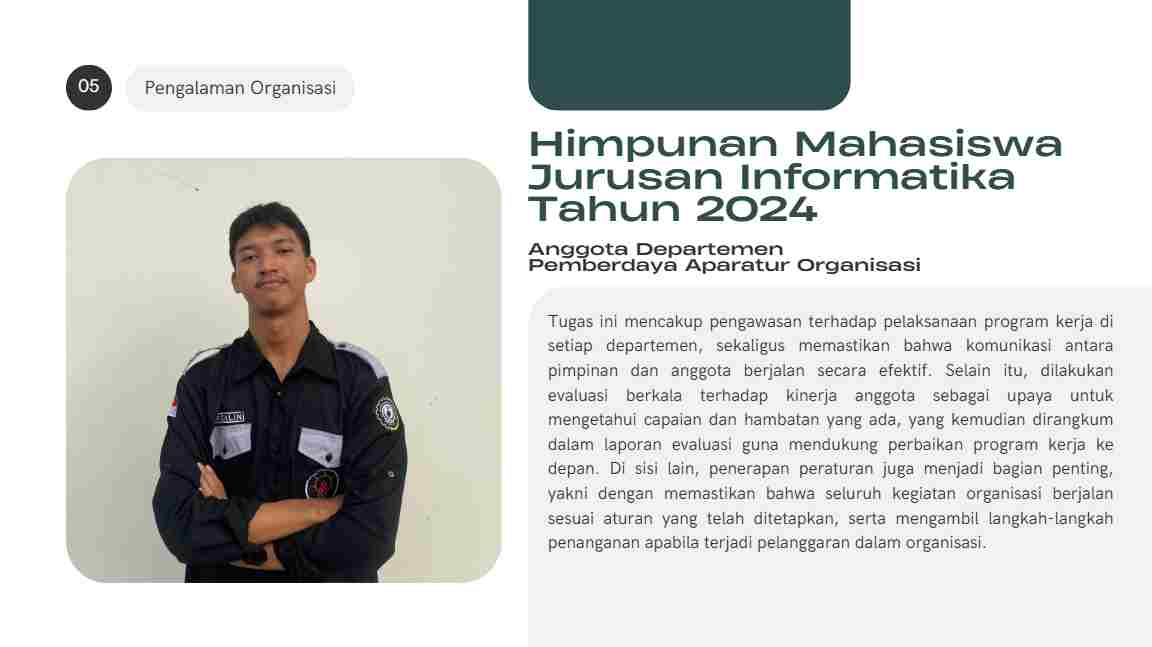 05
Pengalaman Organisasi
Himpunan Mahasiswa
Jurusan Informatika
Tahun 2024
Anggota Departemen
Pemberdaya Aparatur Organisasi
Tugas ini mencakup pengawasan terhadap pelaksanaan program kerja di
setiap departemen, sekaligus memastikan bahwa komunikasi antara
pimpinan dan anggota berjalan secara efektif. Selain itu, dilakukan
evaluasi berkala terhadap kinerja anggota sebagai upaya untuk
mengetahui capaian dan hambatan yang ada, yang kemudian dirangkum
dalam laporan evaluasi guna mendukung perbaikan program kerja ke
depan. Di sisi lain, penerapan peraturan juga menjadi bagian penting,
yakni dengan memastikan bahwa seluruh kegiatan organisasi berjalan
sesuai aturan yang telah ditetapkan, serta mengambil langkah-langkah
penanganan apabila terjadi pelanggaran dalam organisasi.